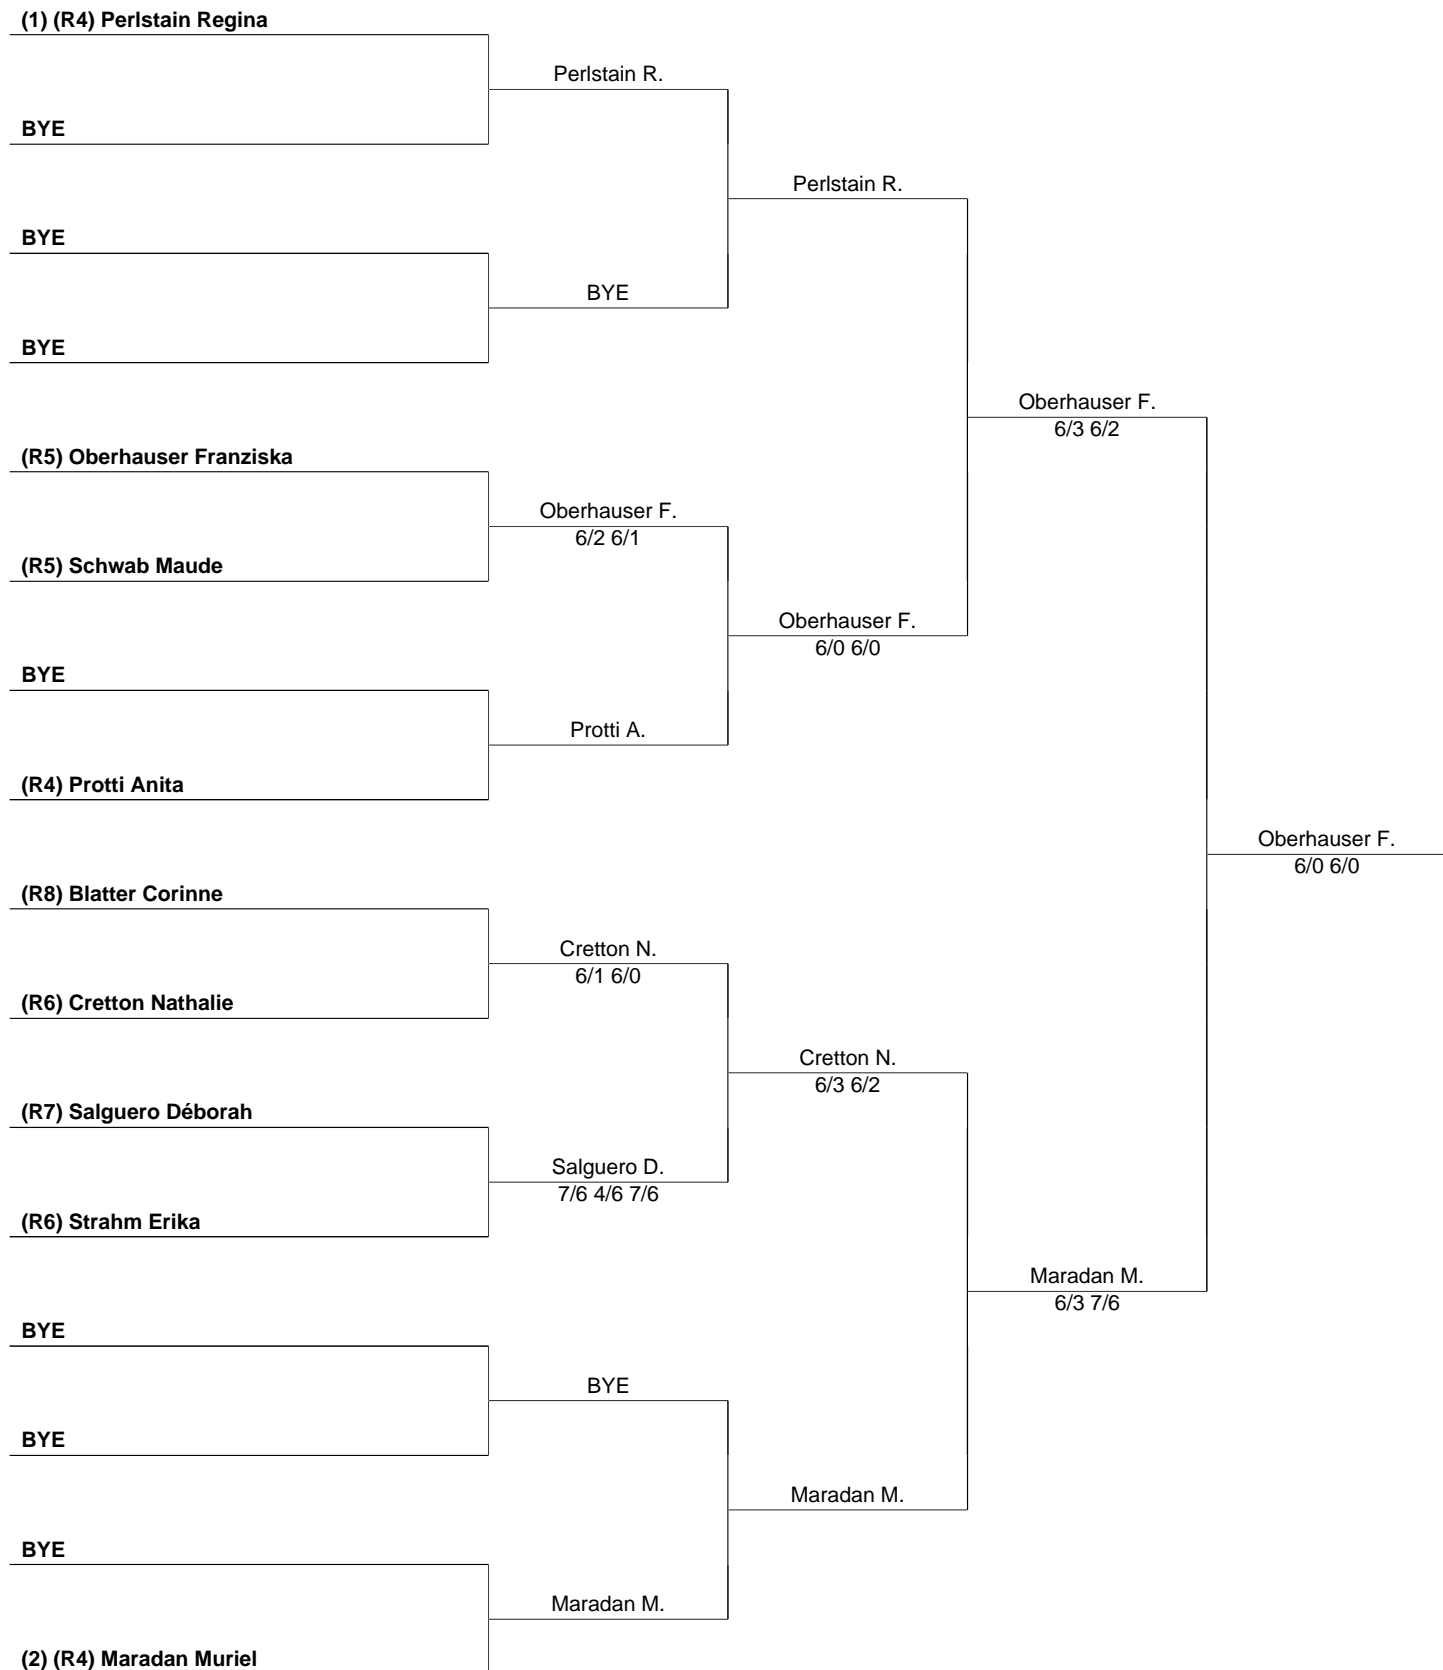 (1) (R4) Perlstain Regina
Perlstain R.
BYE
Perlstain R.
BYE
BYE
BYE
Oberhauser F.
6/3 6/2
(R5) Oberhauser Franziska
Oberhauser F.
6/2 6/1
(R5) Schwab Maude
Oberhauser F.
6/0 6/0
BYE
Protti A.
(R4) Protti Anita
Oberhauser F.
6/0 6/0
(R8) Blatter Corinne
Cretton N.
6/1 6/0
(R6) Cretton Nathalie
Cretton N.
6/3 6/2
(R7) Salguero Déborah
Salguero D.
7/6 4/6 7/6
(R6) Strahm Erika
Maradan M.
6/3 7/6
BYE
BYE
BYE
Maradan M.
BYE
Maradan M.
(2) (R4) Maradan Muriel